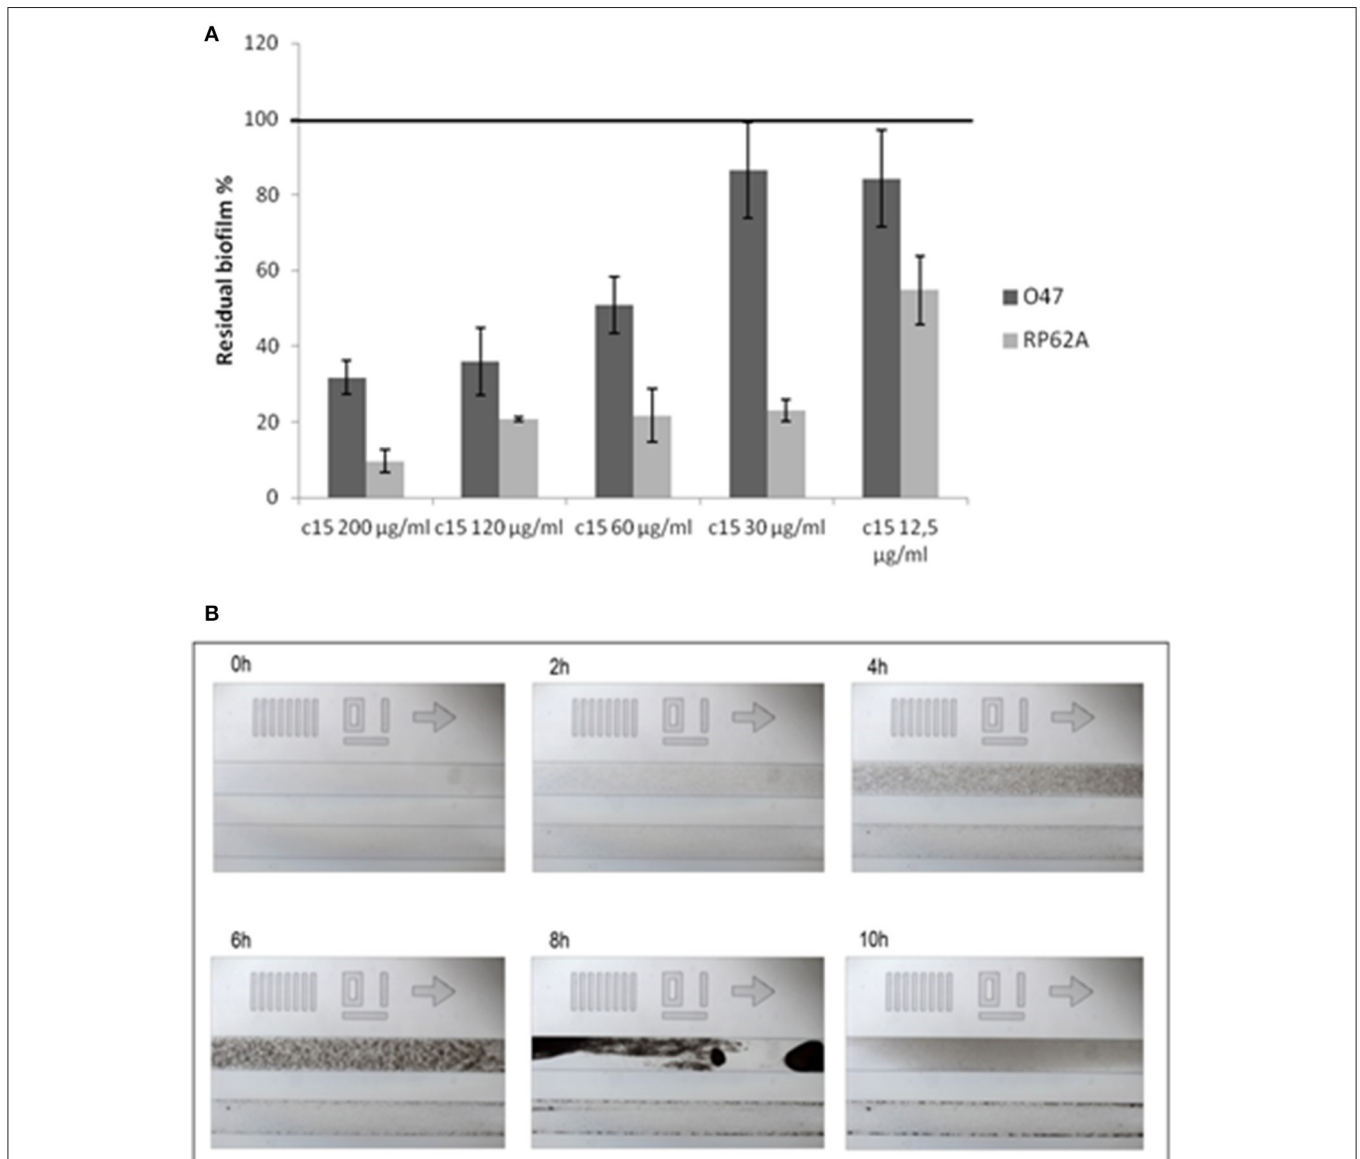 A
120
100
80
60
40
20
0
Residual biofilm %
c15 200 µg/ml c15 120 µg/ml c15 60 µg/ml c15 30 µg/ml c15 12,5
µg/ml
O47
RP62A
B
0h
2h
4h
6h
8h
10h